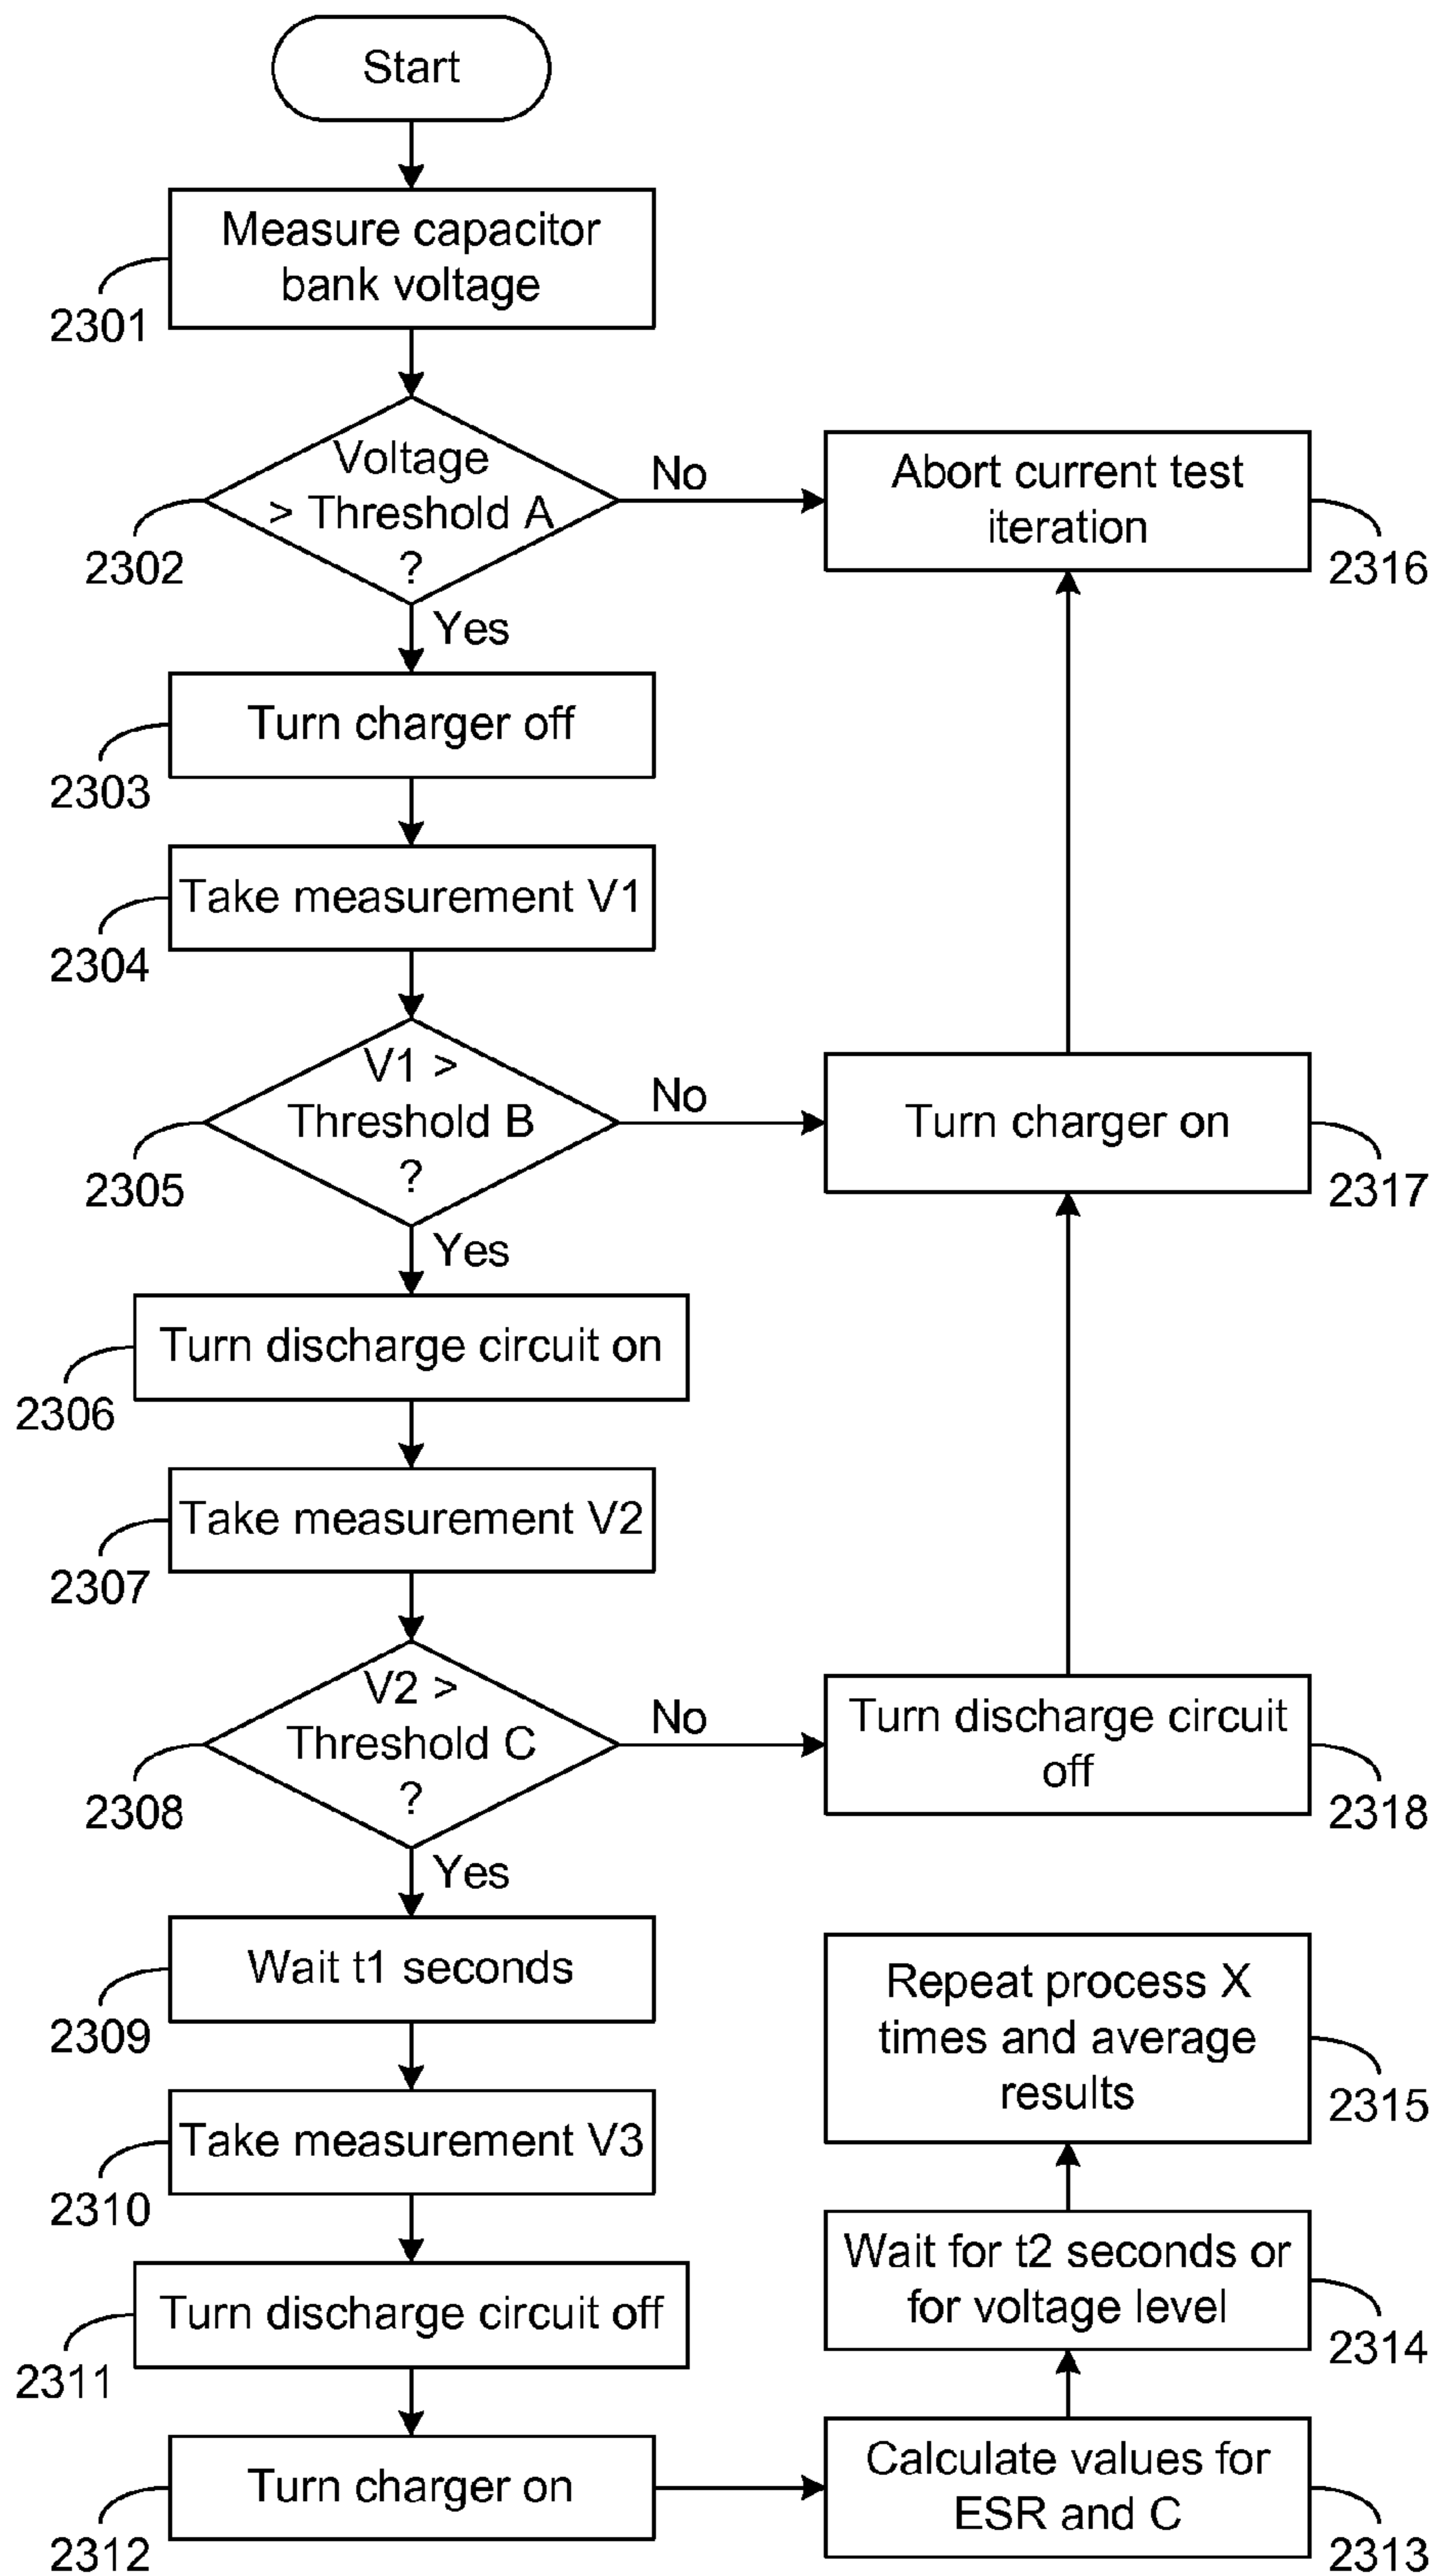 Start
Measure capacitor
bank voltage
2301
Voltage
> Threshold A
?
2302
No
Abort current test
iteration
2316
Yes
Turn charger off
2303
Take measurement V1
2304
V1 >
Threshold B
?
2305
No
Turn charger on
2317
Yes
Turn discharge circuit on
2306
Take measurement V2
2307
V2 >
Threshold C
?
2308
No
Turn discharge circuit
off
2318
Yes
Wait t1 seconds
2309
Take measurement V3
2310
Turn discharge circuit off
2311
Turn charger on
2312
Calculate values for
ESR and C
2313
Wait for t2 seconds or
for voltage level
2314
Repeat process X
times and average
results
2315